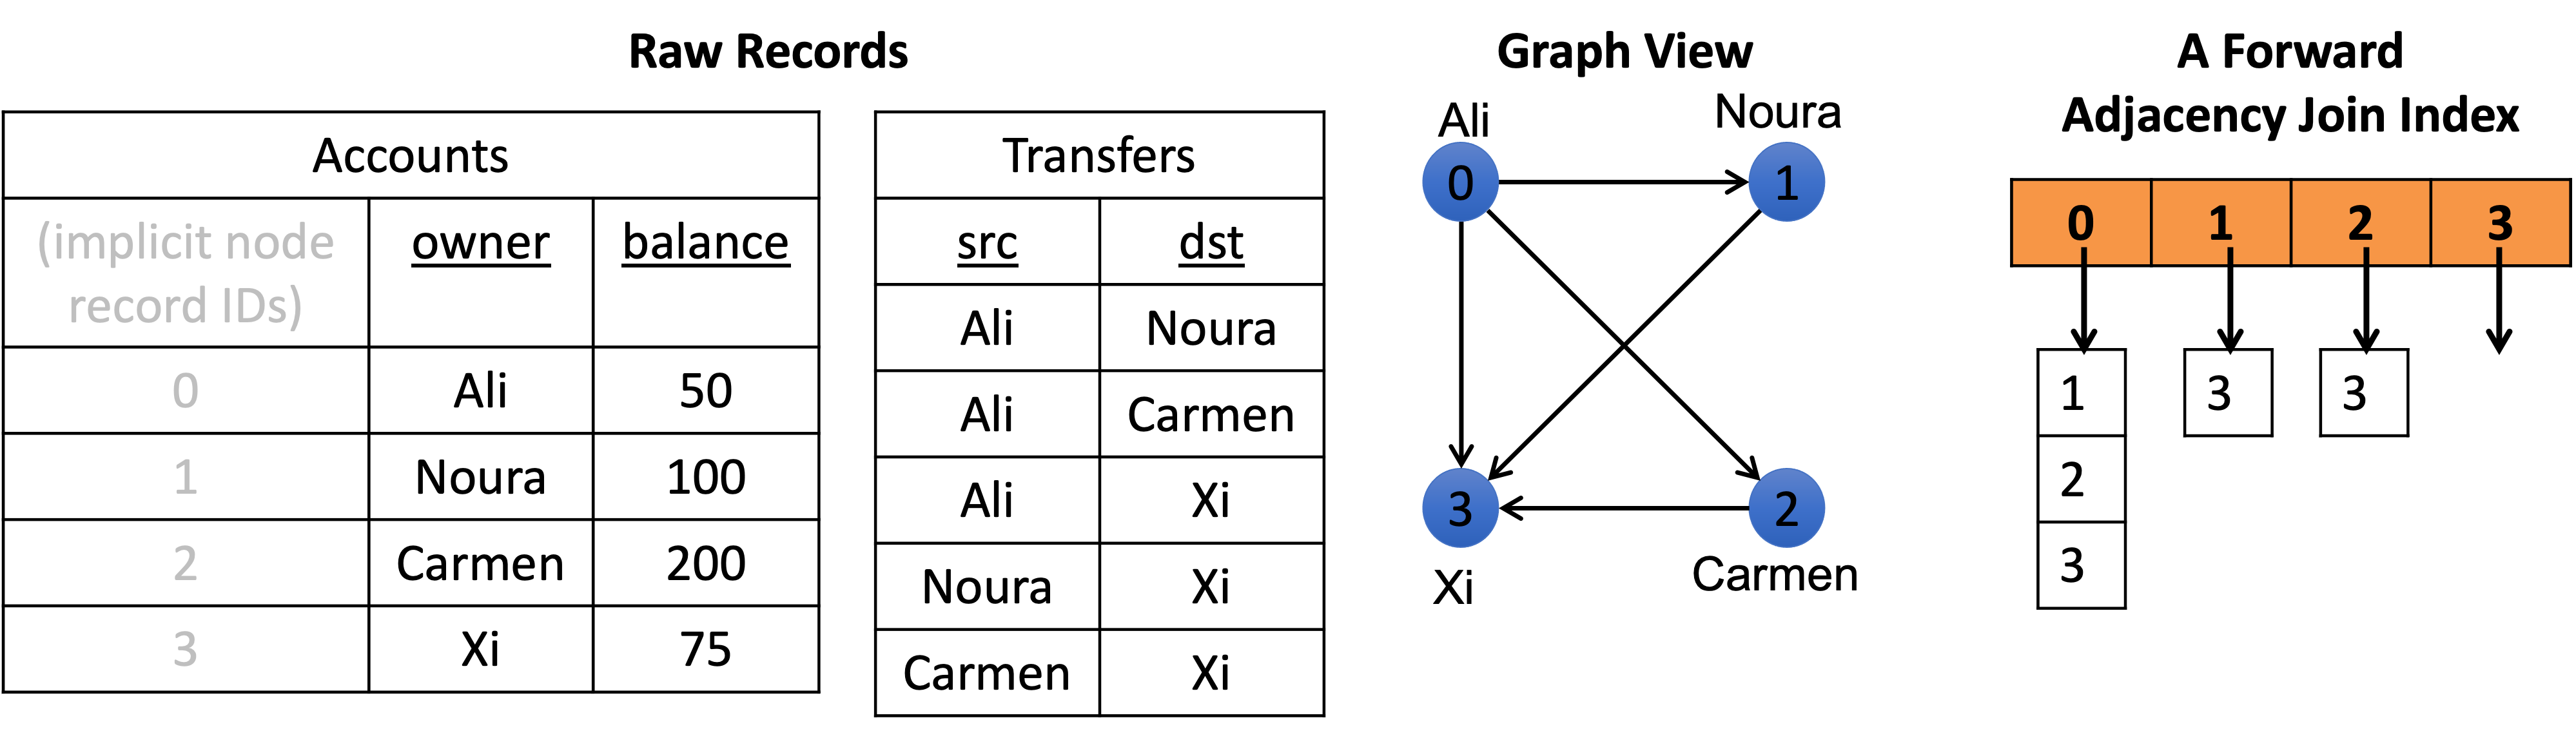 Raw Records
Accounts
(implicit node
record IDs)
owner
balance
0
Ali
50
1
Noura
100
2
Carmen
200
3
Xi
75
Transfers
src
dst
Ali
Noura
Ali
Carmen
Ali
Xi
Noura
Xi
Carmen
Xi
Graph View
Ali
Noura
0
1
3
2
Xi
Carmen
A Forward
Adjacency Join Index
0
1
2
3
1
2
3
3
3